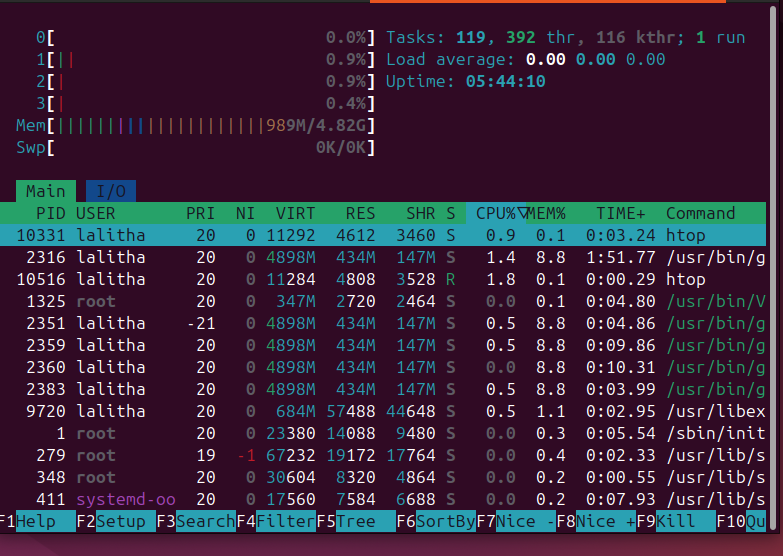 0[ 0.0%] Tasks: 119, 392 thr, 116 kthr; 1 run
1[|| 0.9%] Load average: 0.00 0.00 0.00
2[| 0.9%] Uptime: 05:44:10
3[| 0.4%]
Mem[|||||||||||||||||||||989M/4.82G]
Swp[ 0K/0K]
Main I/O
PID USER PRI NI VIRT RES SHR S CPU%▽MEM% TIME+ Command
10331 lalitha 20 0 11292 4612 3460 S 0.9 0.1 0:03.24 htop
2316 lalitha 20 0 4898M 434M 147M S 1.4 8.8 1:51.77 /usr/bin/g
10516 lalitha 20 0 11284 4808 3528 R 1.8 0.1 0:00.29 htop
1325 root 20 0 347M 2720 2464 S 0.0 0.1 0:04.80 /usr/bin/V
2351 lalitha -21 0 4898M 434M 147M S 0.5 8.8 0:04.86 /usr/bin/g
2359 lalitha 20 0 4898M 434M 147M S 0.5 8.8 0:09.86 /usr/bin/g
2360 lalitha 20 0 4898M 434M 147M S 0.0 8.8 0:10.31 /usr/bin/g
2383 lalitha 20 0 4898M 434M 147M S 0.5 8.8 0:03.99 /usr/bin/g
9720 lalitha 20 0 684M 57488 44648 S 0.5 1.1 0:02.95 /usr/libex
1 root 20 0 23380 14088 9480 S 0.0 0.3 0:05.54 /sbin/init
279 root 19 -1 67232 19172 17764 S 0.0 0.4 0:02.33 /usr/lib/s
348 root 20 0 30604 8320 4864 S 0.0 0.2 0:00.55 /usr/lib/s
411 systemd-oo 20 0 17560 7584 6688 S 0.0 0.2 0:07.93 /usr/lib/s
F1Help F2Setup F3SearchF4FilterF5Tree F6SortByF7Nice -F8Nice +F9Kill F10Qu